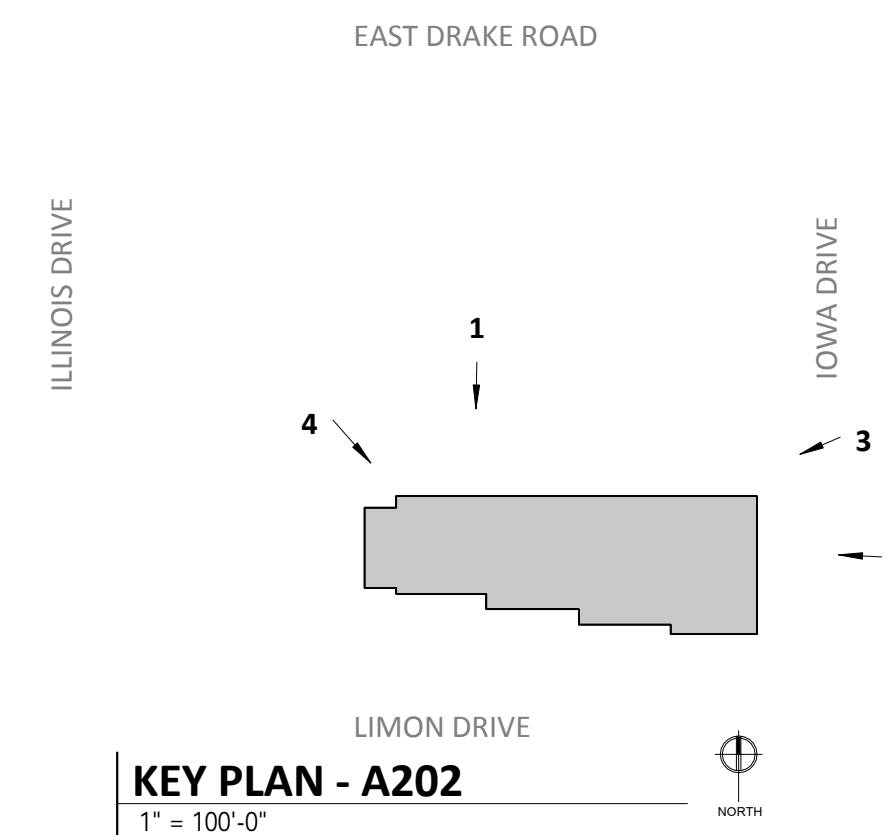 EAST DRAKE ROAD
ILLINOIS DRIVE
IOWA DRIVE
1
4
3
LIMON DRIVE
KEY PLAN - A202
1" = 100'-0"
NORTH